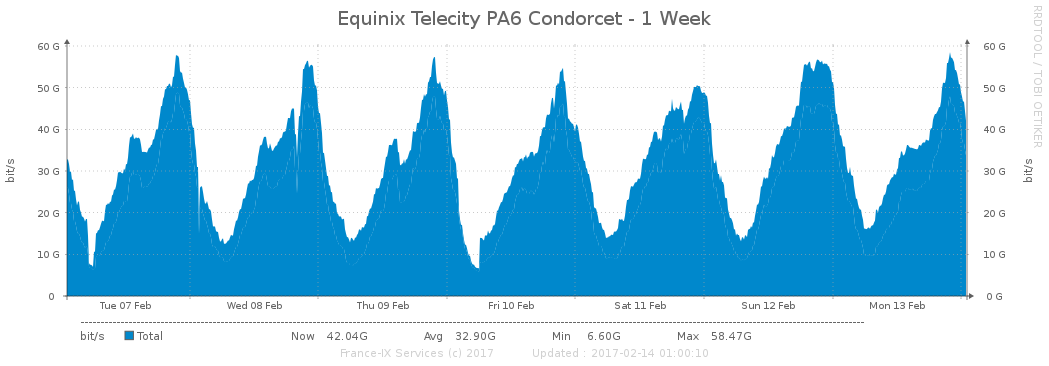 Equinix Telecity PA6 Condorcet - 1 Week
RRDTOOL / TOBI OETIKER
60 G 60 G
50 G 50 G
40 G 40 G
30 G 30 G
20 G 20 G
10 G 10 G
0 0 G
bit/s
bit/s
Tue 07 Feb Wed 08 Feb Thu 09 Feb Fri 10 Feb Sat 11 Feb Sun 12 Feb Mon 13 Feb
bit/s Total Now 42.04G Avg 32.90G Min 6.60G Max 58.47G
France-IX Services (c) 2017 Updated : 2017-02-14 01:00:10